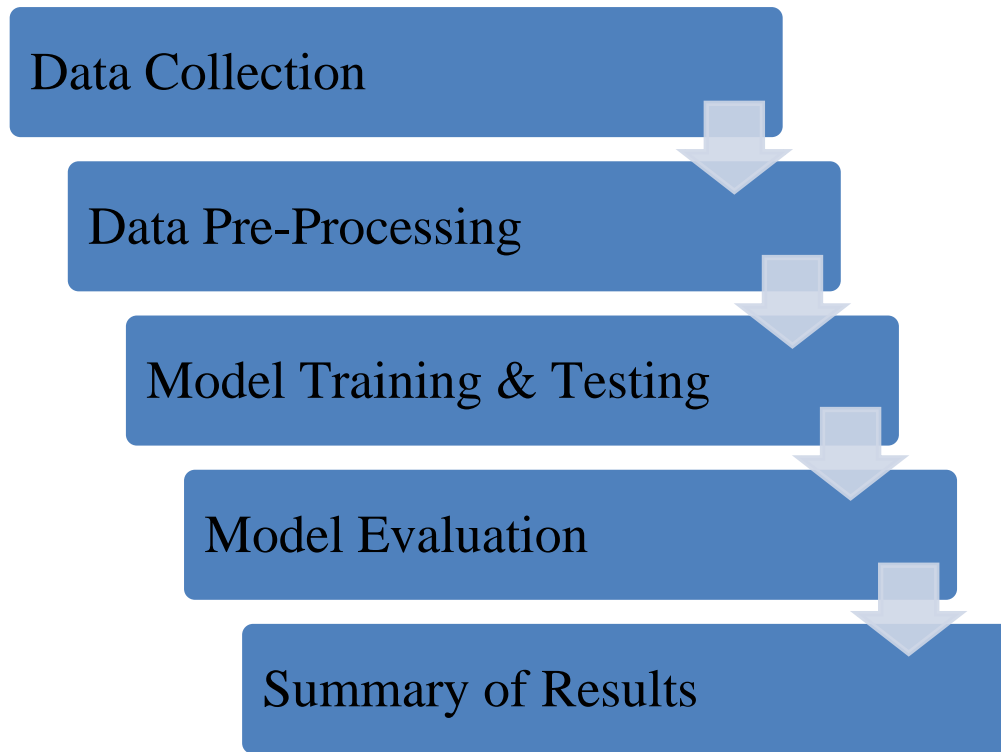 Data Collection
Data Pre-Processing
Model Training & Testing
Model Evaluation
Summary of Results